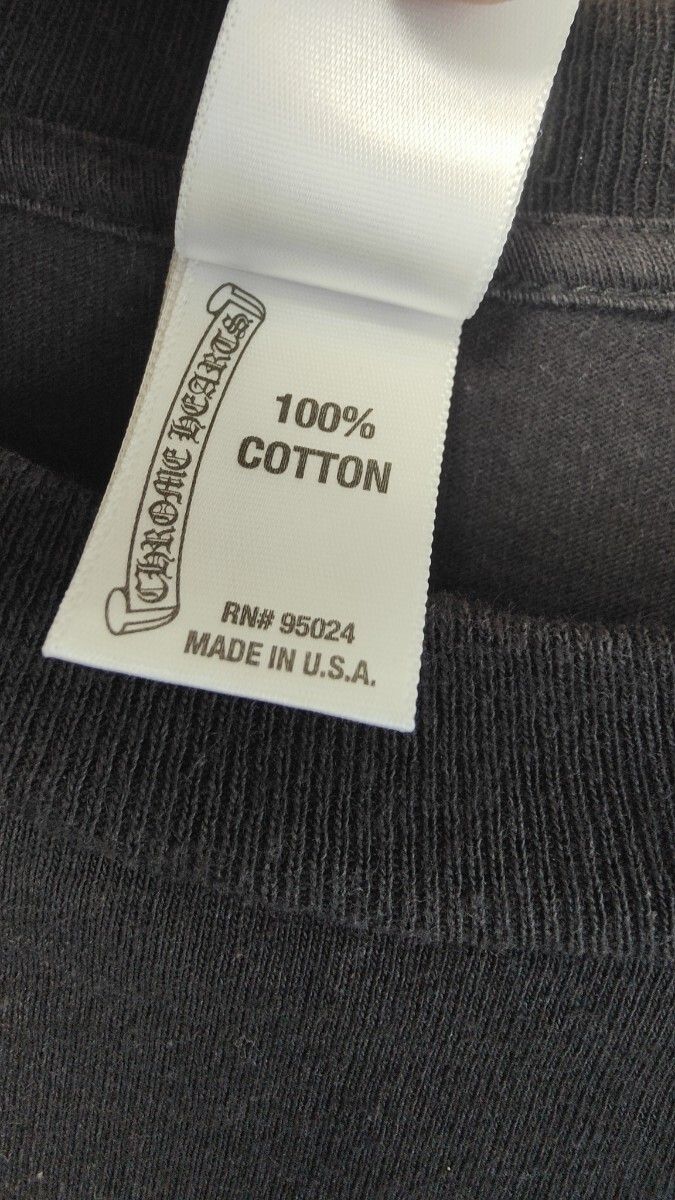 CHROME HEARTS
100%
COTTON
RN# 95024
MADE IN U.S.A.